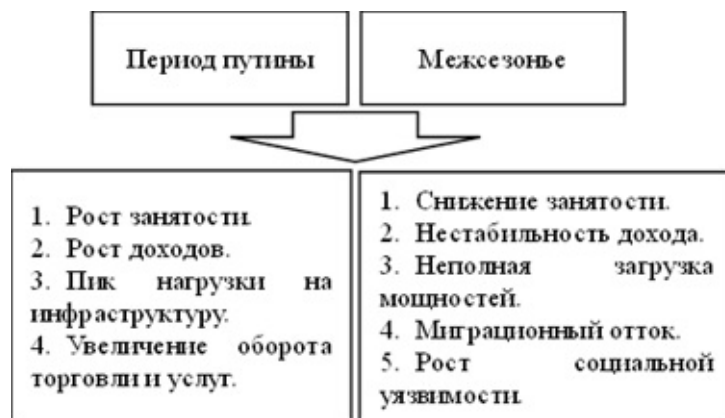 Период путины
Межсезонье
1. Рост занятости.
2. Рост доходов.
3. Пик нагрузки на
инфраструктуру.
4. Увеличение оборота
торговли и услуг.
1. Снижение занятости.
2. Нестабильность дохода.
3. Неполная загрузка
мощностей.
4. Миграционный отток.
5. Рост социальной
уязвимости.